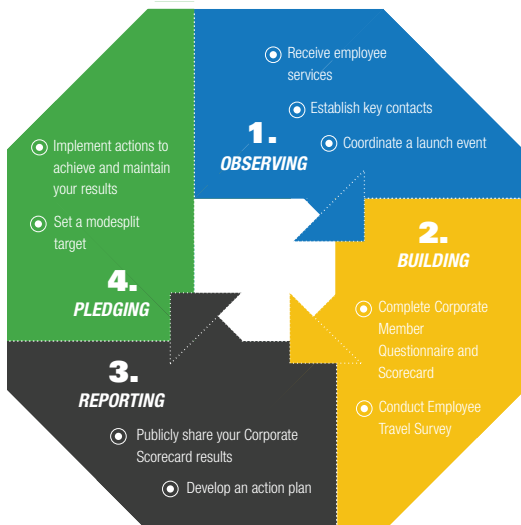 Receive employee
services
Establish key contacts
Coordinate a launch event
1.
OBSERVING
2.
BUILDING
Complete Corporate
Member
Questionnaire and
Scorecard
Conduct Employee
Travel Survey
3.
REPORTING
Publicly share your Corporate
Scorecard results
Develop an action plan
Implement actions to
achieve and maintain
your results
Set a modesplit
target
4.
PLEDGING